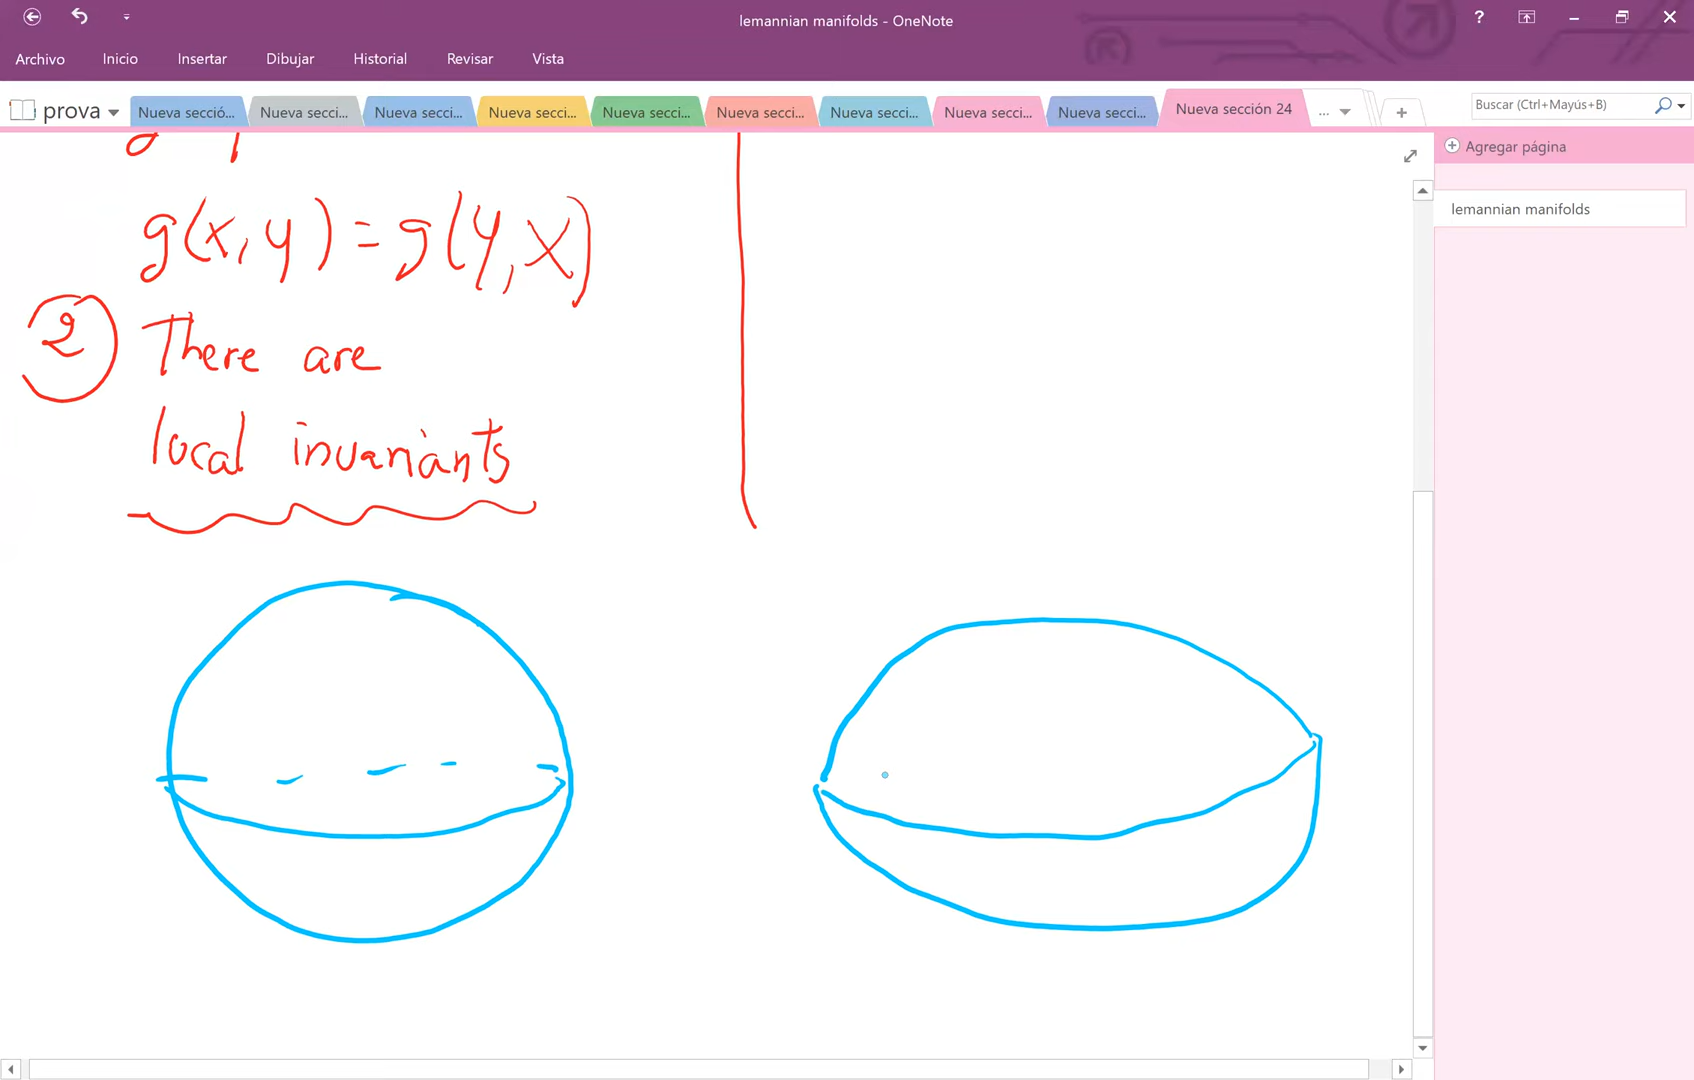 lemannian manifolds - OneNote
?
Archivo Inicio Insertar Dibujar Historial Revisar Vista
prova Nueva secció... Nueva secci... Nueva secci... Nueva secci... Nueva secci... Nueva secci... Nueva secci... Nueva secci... Nueva secci... Nueva sección 24 ... Buscar (Ctrl+Mayús+B)
Agregar página
lemannian manifolds
g(x, y) = g(y, x)
2 There are
local invariants